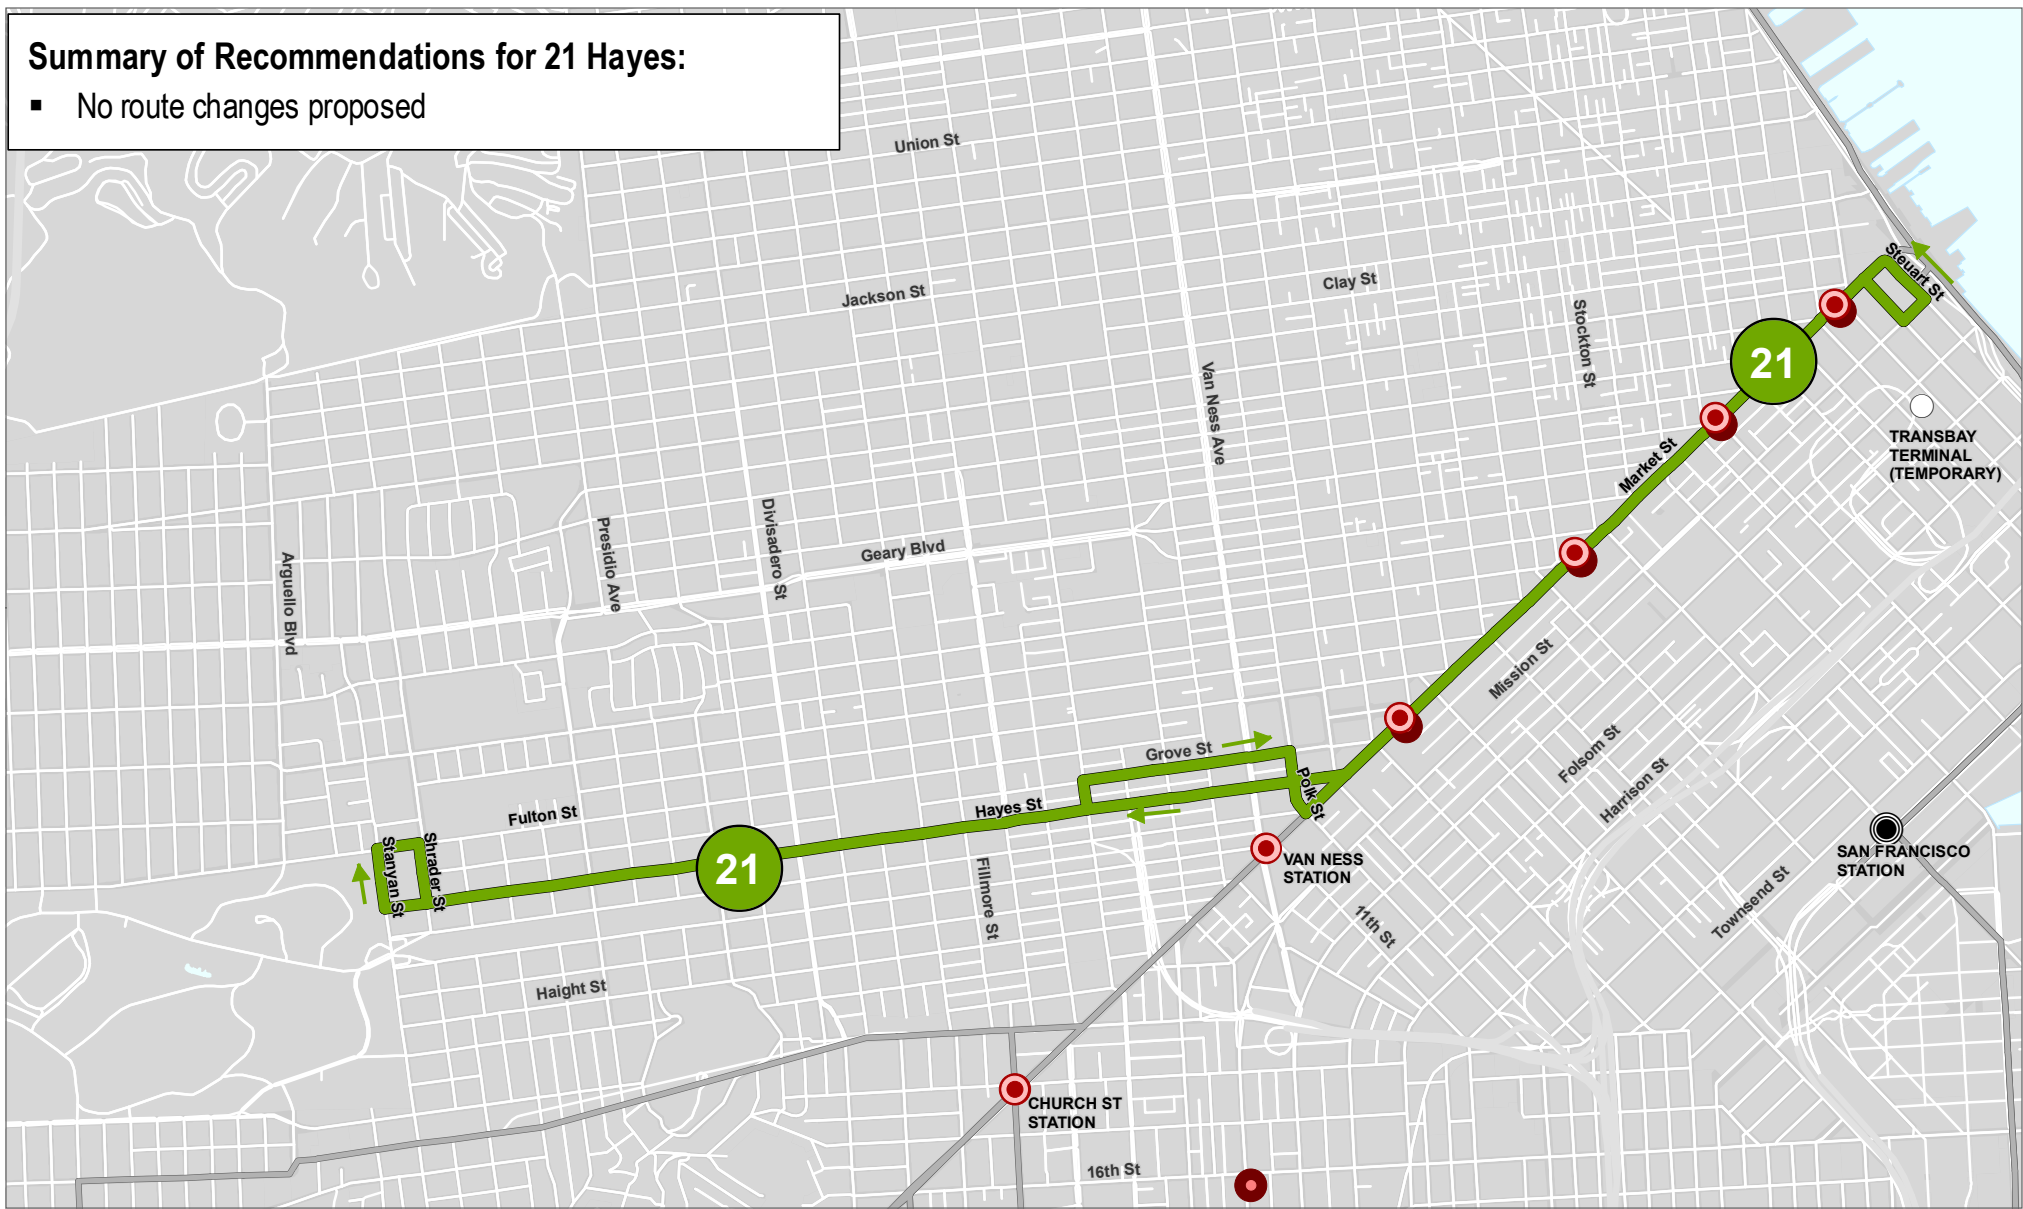 Summary of Recommendations for 21 Hayes:
▪ No route changes proposed
Union St
Jackson St
Clay St
Stockton St
Steuart St
21
Van Ness Ave
Market St
TRANSBAY
TERMINAL
(TEMPORARY)
Arguello Blvd
Presidio Ave
Divisadero St
Geary Blvd
Mission St
Folsom St
Harrison St
Townsend St
Grove St
Polk St
Hayes St
Fulton St
Stanyan St
Shrader St
21
Fillmore St
VAN NESS
STATION
11th St
SAN FRANCISCO
STATION
Haight St
CHURCH ST
STATION
16th St